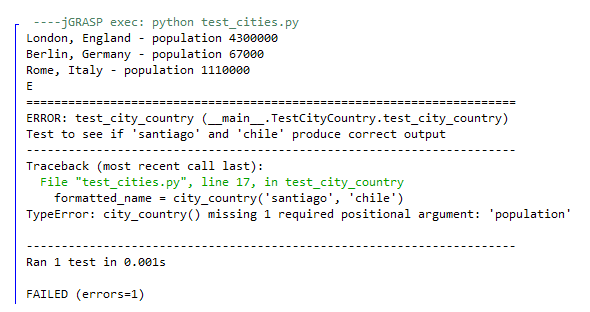 ----jGRASP exec: python test_cities.py
London, England - population 4300000
Berlin, Germany - population 67000
Rome, Italy - population 1110000
E
======================================================================
ERROR: test_city_country (__main__.TestCityCountry.test_city_country)
Test to see if 'santiago' and 'chile' produce correct output
----------------------------------------------------------------------
Traceback (most recent call last):
  File "test_cities.py", line 17, in test_city_country
    formatted_name = city_country('santiago', 'chile')
TypeError: city_country() missing 1 required positional argument: 'population'

----------------------------------------------------------------------
Ran 1 test in 0.001s

FAILED (errors=1)